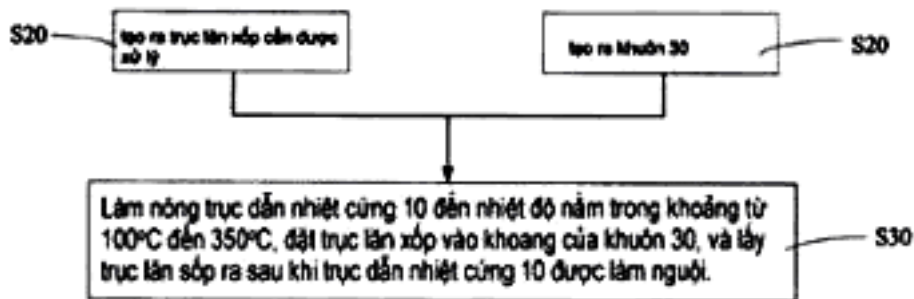 S20
tạo ra trục lăn xốp cần được
xử lý
tạo ra khuôn 30
S20
Làm nóng trục dẫn nhiệt cứng 10 đến nhiệt độ nằm trong khoảng từ
100ºC đến 350ºC, đặt trục lăn xốp vào khoang của khuôn 30, và lấy
trục lăn sốp ra sau khi trục dẫn nhiệt cứng 10 được làm nguội.
S30